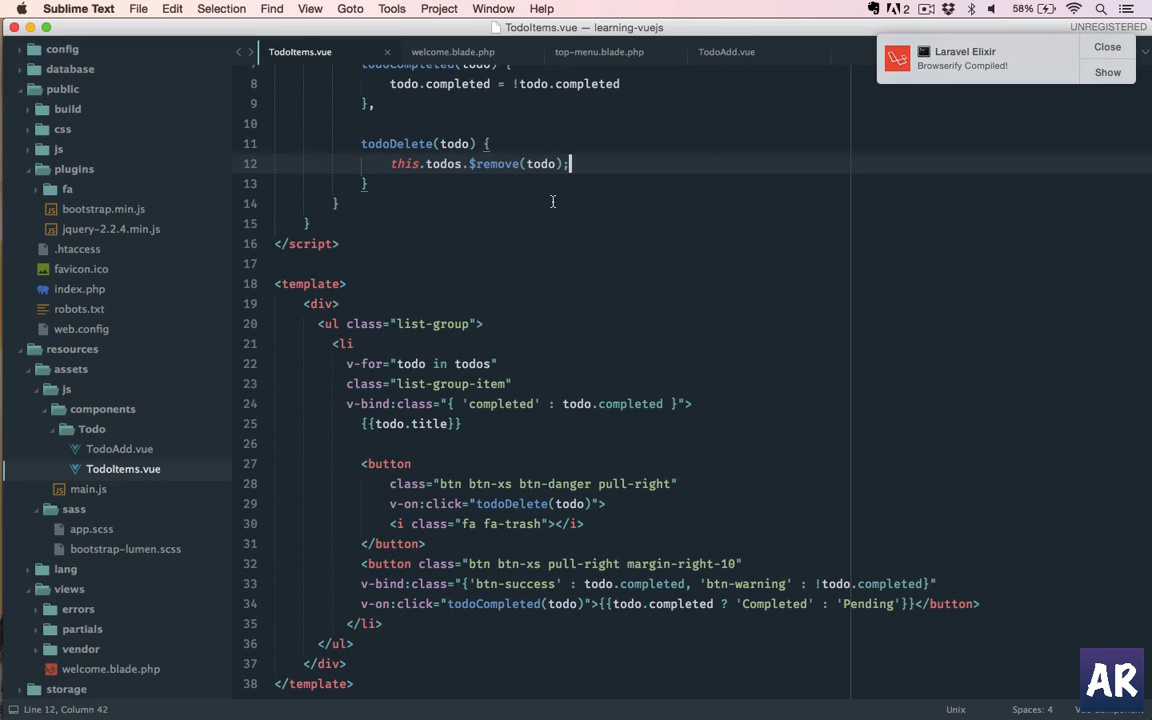 Sublime Text File Edit Selection Find View Goto Tools Project Window Help 2 58%
TodoItems.vue — learning-vuejs UNREGISTERED
TodoItems.vue × welcome.blade.php top-menu.blade.php TodoAdd.vue
Laravel Elixir
Browserify Compiled!
Close
Show
config
database
public
build
css
js
plugins
fa
bootstrap.min.js
jquery-2.2.4.min.js
.htaccess
favicon.ico
index.php
robots.txt
web.config
resources
assets
js
components
Todo
TodoAdd.vue
TodoItems.vue
main.js
sass
app.scss
bootstrap-lumen.scss
lang
views
errors
partials
vendor
welcome.blade.php
storage
7 todoCompleted(todo) {
8 todo.completed = !todo.completed
9 },
10
11 todoDelete(todo) {
12 this.todos.$remove(todo);
13 }
14 }
15 }
16 </script>
17
18 <template>
19 <div>
20 <ul class="list-group">
21 <li
22 v-for="todo in todos"
23 class="list-group-item"
24 v-bind:class="{ 'completed' : todo.completed }">
25 {{todo.title}}
26
27 <button
28 class="btn btn-xs btn-danger pull-right"
29 v-on:click="todoDelete(todo)">
30 <i class="fa fa-trash"></i>
31 </button>
32 <button class="btn btn-xs pull-right margin-right-10"
33 v-bind:class="{'btn-success' : todo.completed, 'btn-warning' : !todo.completed}"
34 v-on:click="todoCompleted(todo)">{{todo.completed ? 'Completed' : 'Pending'}}</button>
35 </li>
36 </ul>
37 </div>
38 </template>
Line 12, Column 42 Unix Spaces: 4
AR